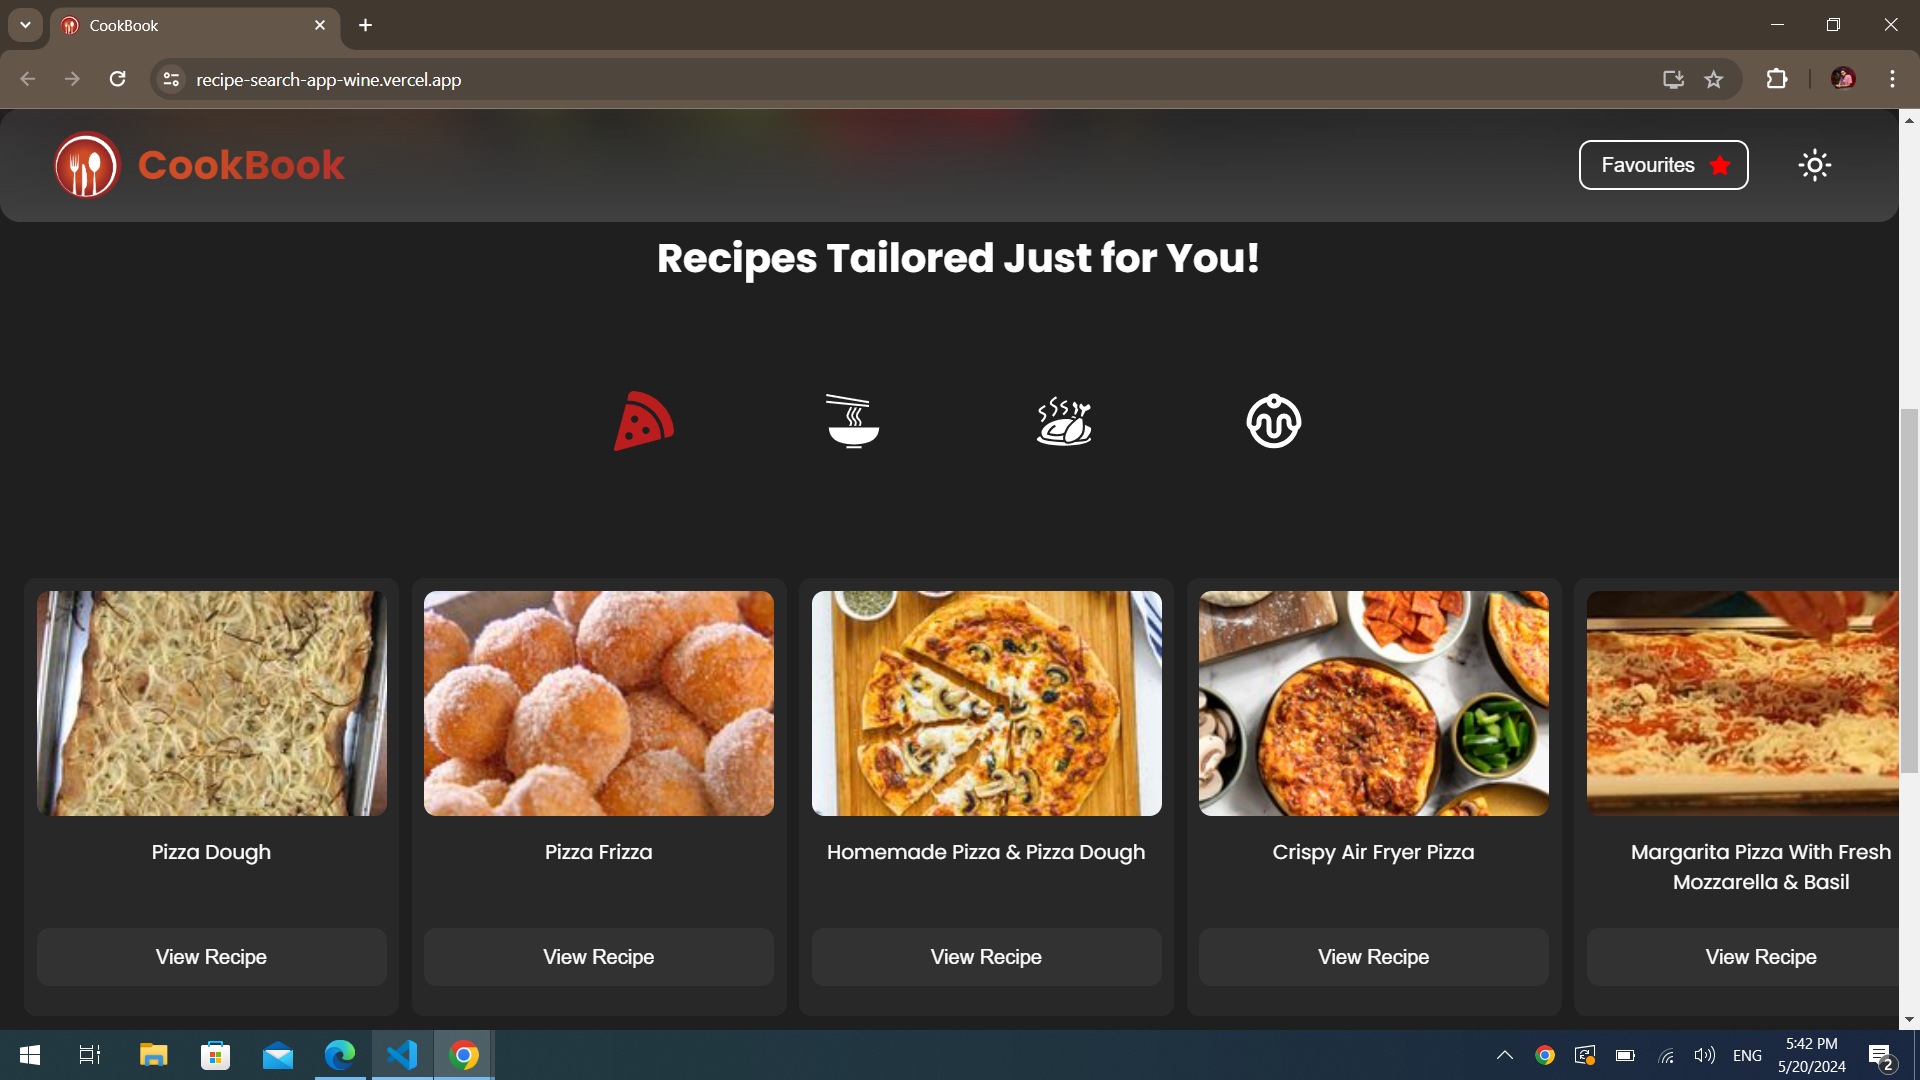 CookBook
recipe-search-app-wine.vercel.app
CookBook
Favourites
Recipes Tailored Just for You!
Pizza Dough
Pizza Frizza
Homemade Pizza & Pizza Dough
Crispy Air Fryer Pizza
Margarita Pizza With Fresh
Mozzarella & Basil
View Recipe
View Recipe
View Recipe
View Recipe
View Recipe
ENG
5:42 PM
5/20/2024
2